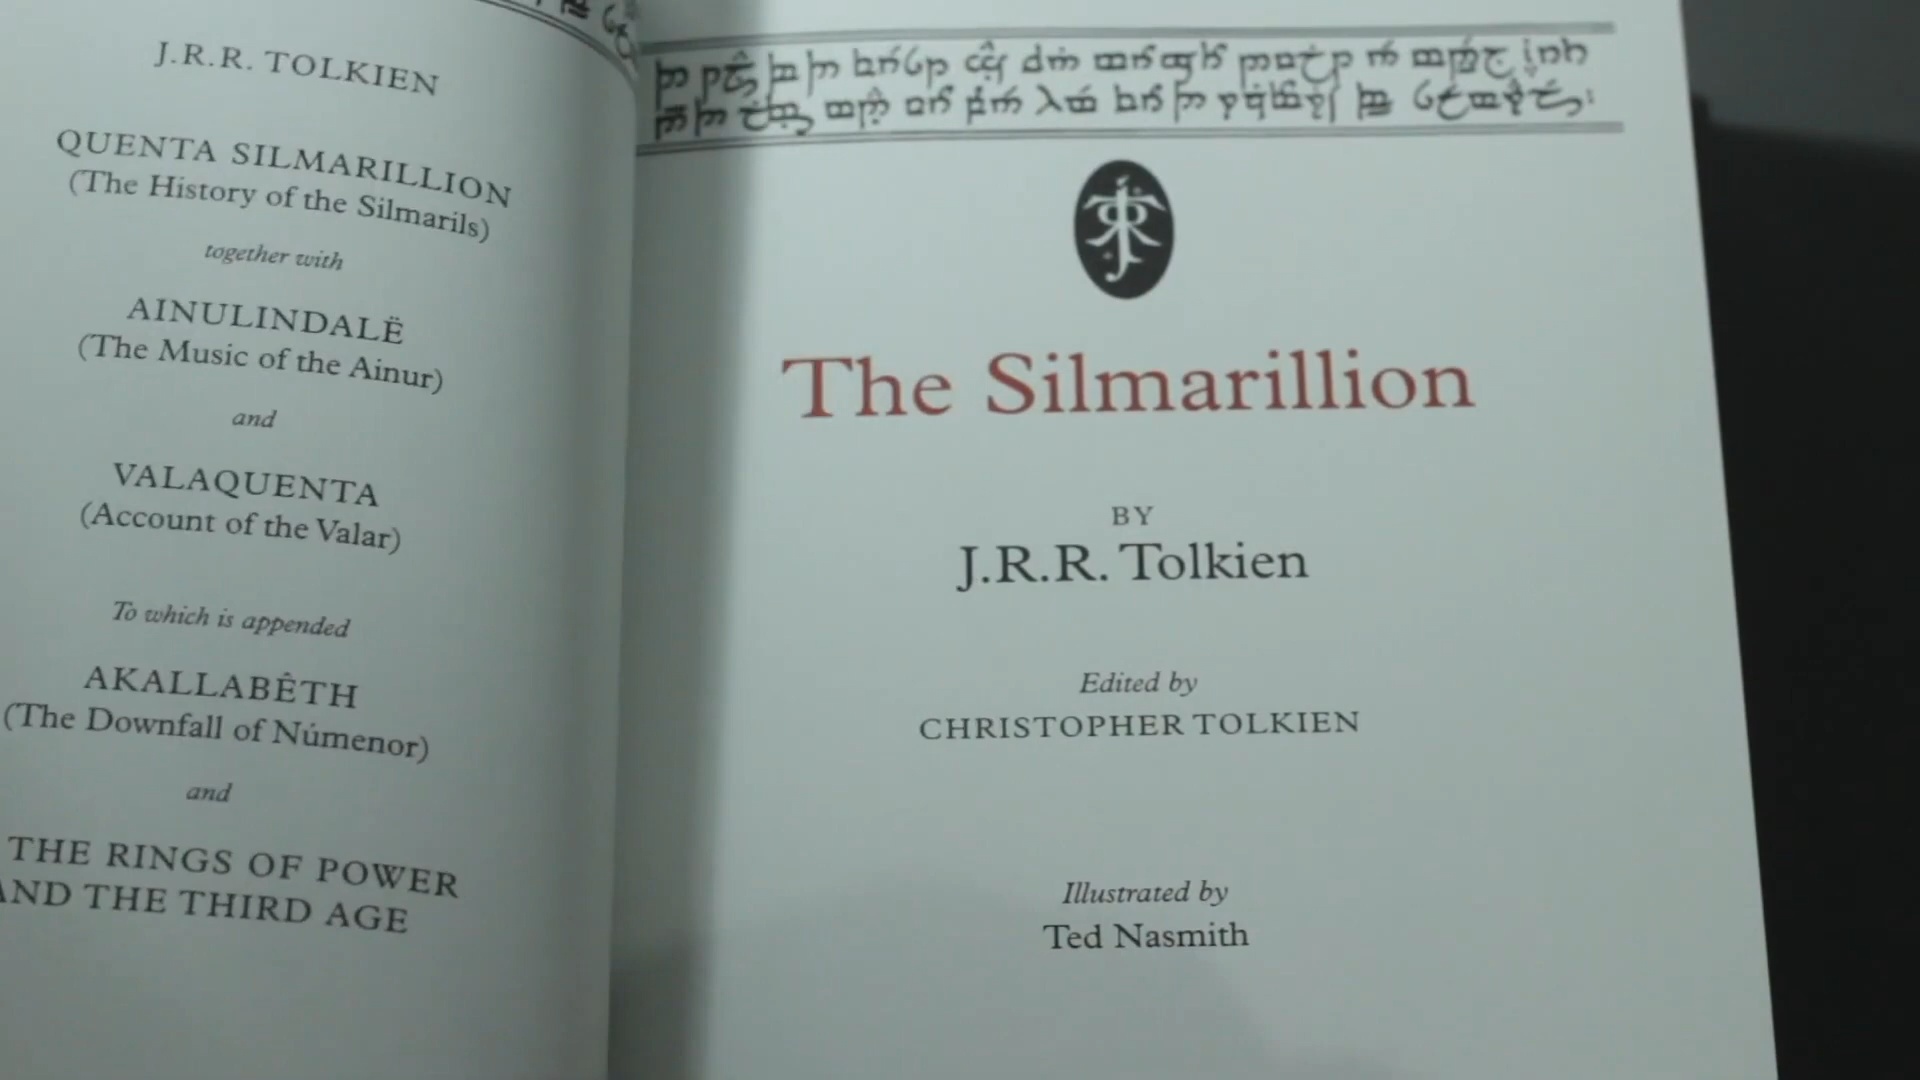 J.R.R. TOLKIEN
QUENTA SILMARILLION
(The History of the Silmarils)
together with
AINULINDALË
(The Music of the Ainur)
and
VALAQUENTA
(Account of the Valar)
To which is appended
AKALLABÊTH
(The Downfall of Númenor)
and
THE RINGS OF POWER
AND THE THIRD AGE
The Silmarillion
BY
J.R.R. Tolkien
Edited by
CHRISTOPHER TOLKIEN
Illustrated by
Ted Nasmith